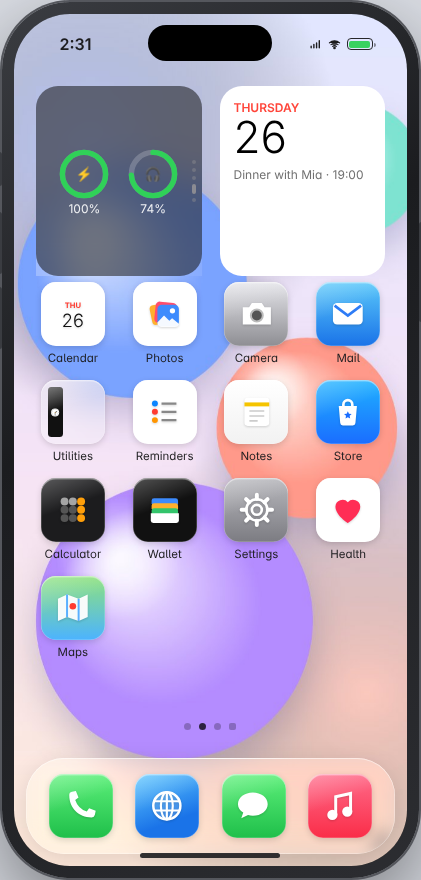 2:31
100%
74%
THURSDAY
26
Dinner with Mia · 19:00
THU
26
Calendar
Photos
Camera
Mail
Utilities
Reminders
Notes
Store
Calculator
Wallet
Settings
Health
Maps